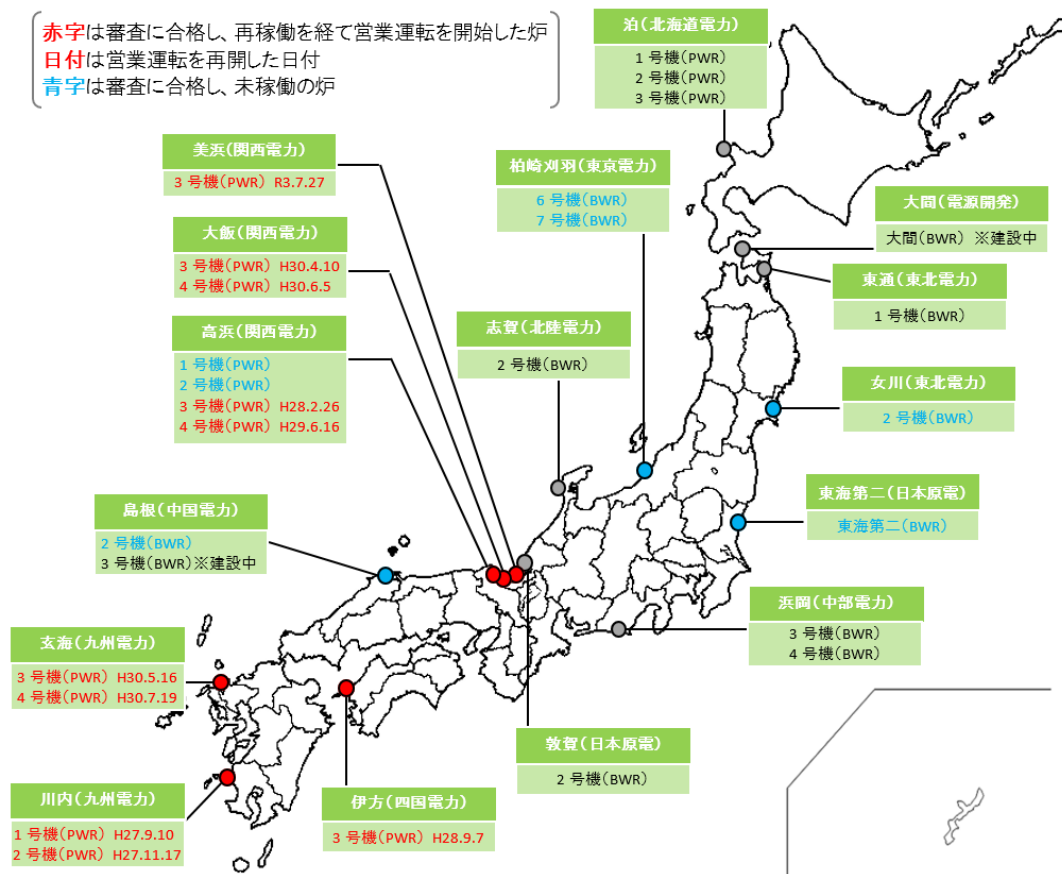 赤字は審査に合格し、再稼働を経て営業運転を開始した炉
日付は営業運転を再開した日付
青字は審査に合格し、未稼働の炉
泊(北海道電力)
1号機(PWR)
2号機(PWR)
3号機(PWR)
美浜(関西電力)
3号機(PWR) R3.7.27
柏崎刈羽(東京電力)
6号機(BWR)
7号機(BWR)
大間(電源開発)
大間(BWR) ※建設中
大飯(関西電力)
3号機(PWR) H30.4.10
4号機(PWR) H30.6.5
東通(東北電力)
1号機(BWR)
高浜(関西電力)
1号機(PWR)
2号機(PWR)
3号機(PWR) H28.2.26
4号機(PWR) H29.6.16
志賀(北陸電力)
2号機(BWR)
女川(東北電力)
2号機(BWR)
東海第二(日本原電)
東海第二(BWR)
島根(中国電力)
2号機(BWR)
3号機(BWR)※建設中
浜岡(中部電力)
3号機(BWR)
4号機(BWR)
玄海(九州電力)
3号機(PWR) H30.5.16
4号機(PWR) H30.7.19
敦賀(日本原電)
2号機(BWR)
川内(九州電力)
1号機(PWR) H27.9.10
2号機(PWR) H27.11.17
伊方(四国電力)
3号機(PWR) H28.9.7